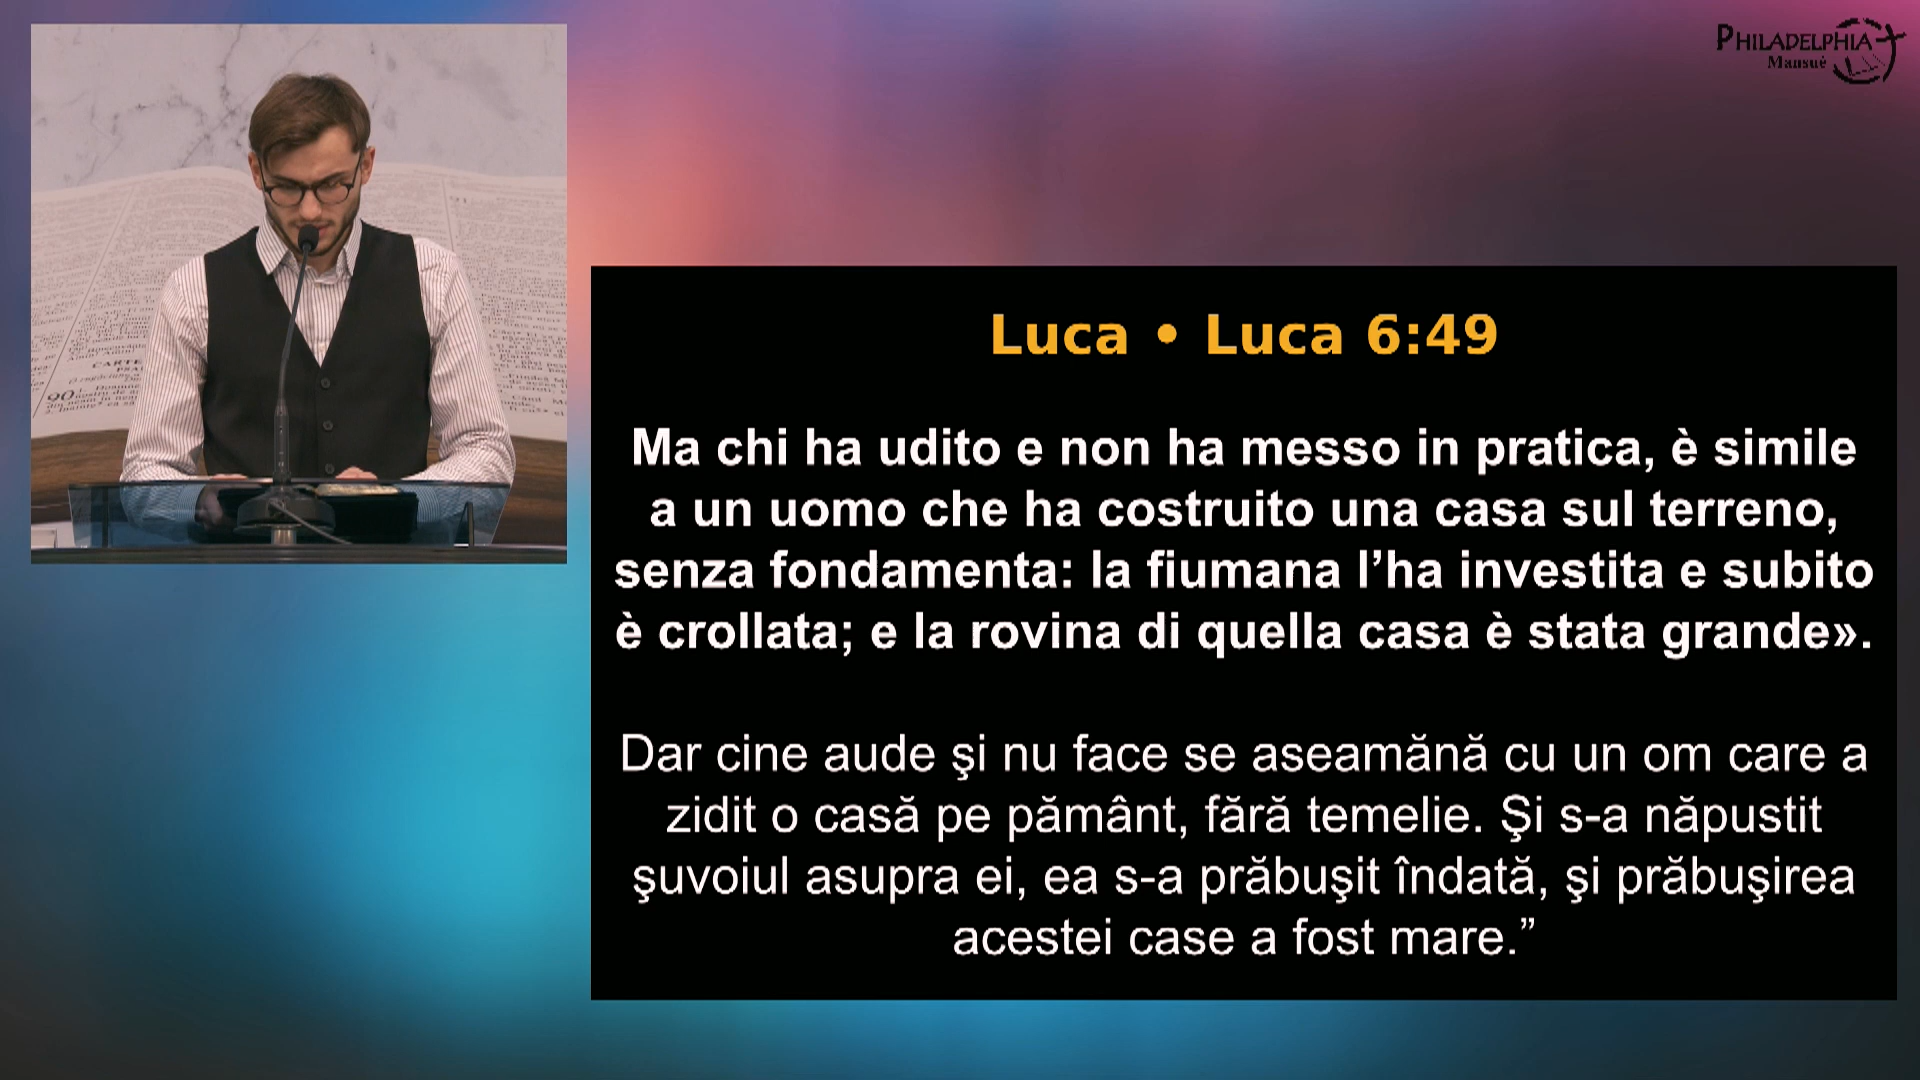 PHILADELPHIA
Mansuè
Luca • Luca 6:49
Ma chi ha udito e non ha messo in pratica, è simile
a un uomo che ha costruito una casa sul terreno,
senza fondamenta: la fiumana l’ha investita e subito
è crollata; e la rovina di quella casa è stata grande».
Dar cine aude şi nu face se aseamănă cu un om care a
zidit o casă pe pământ, fără temelie. Şi s-a năpustit
şuvoiul asupra ei, ea s-a prăbuşit îndată, şi prăbuşirea
acestei case a fost mare.”
CARTE
90